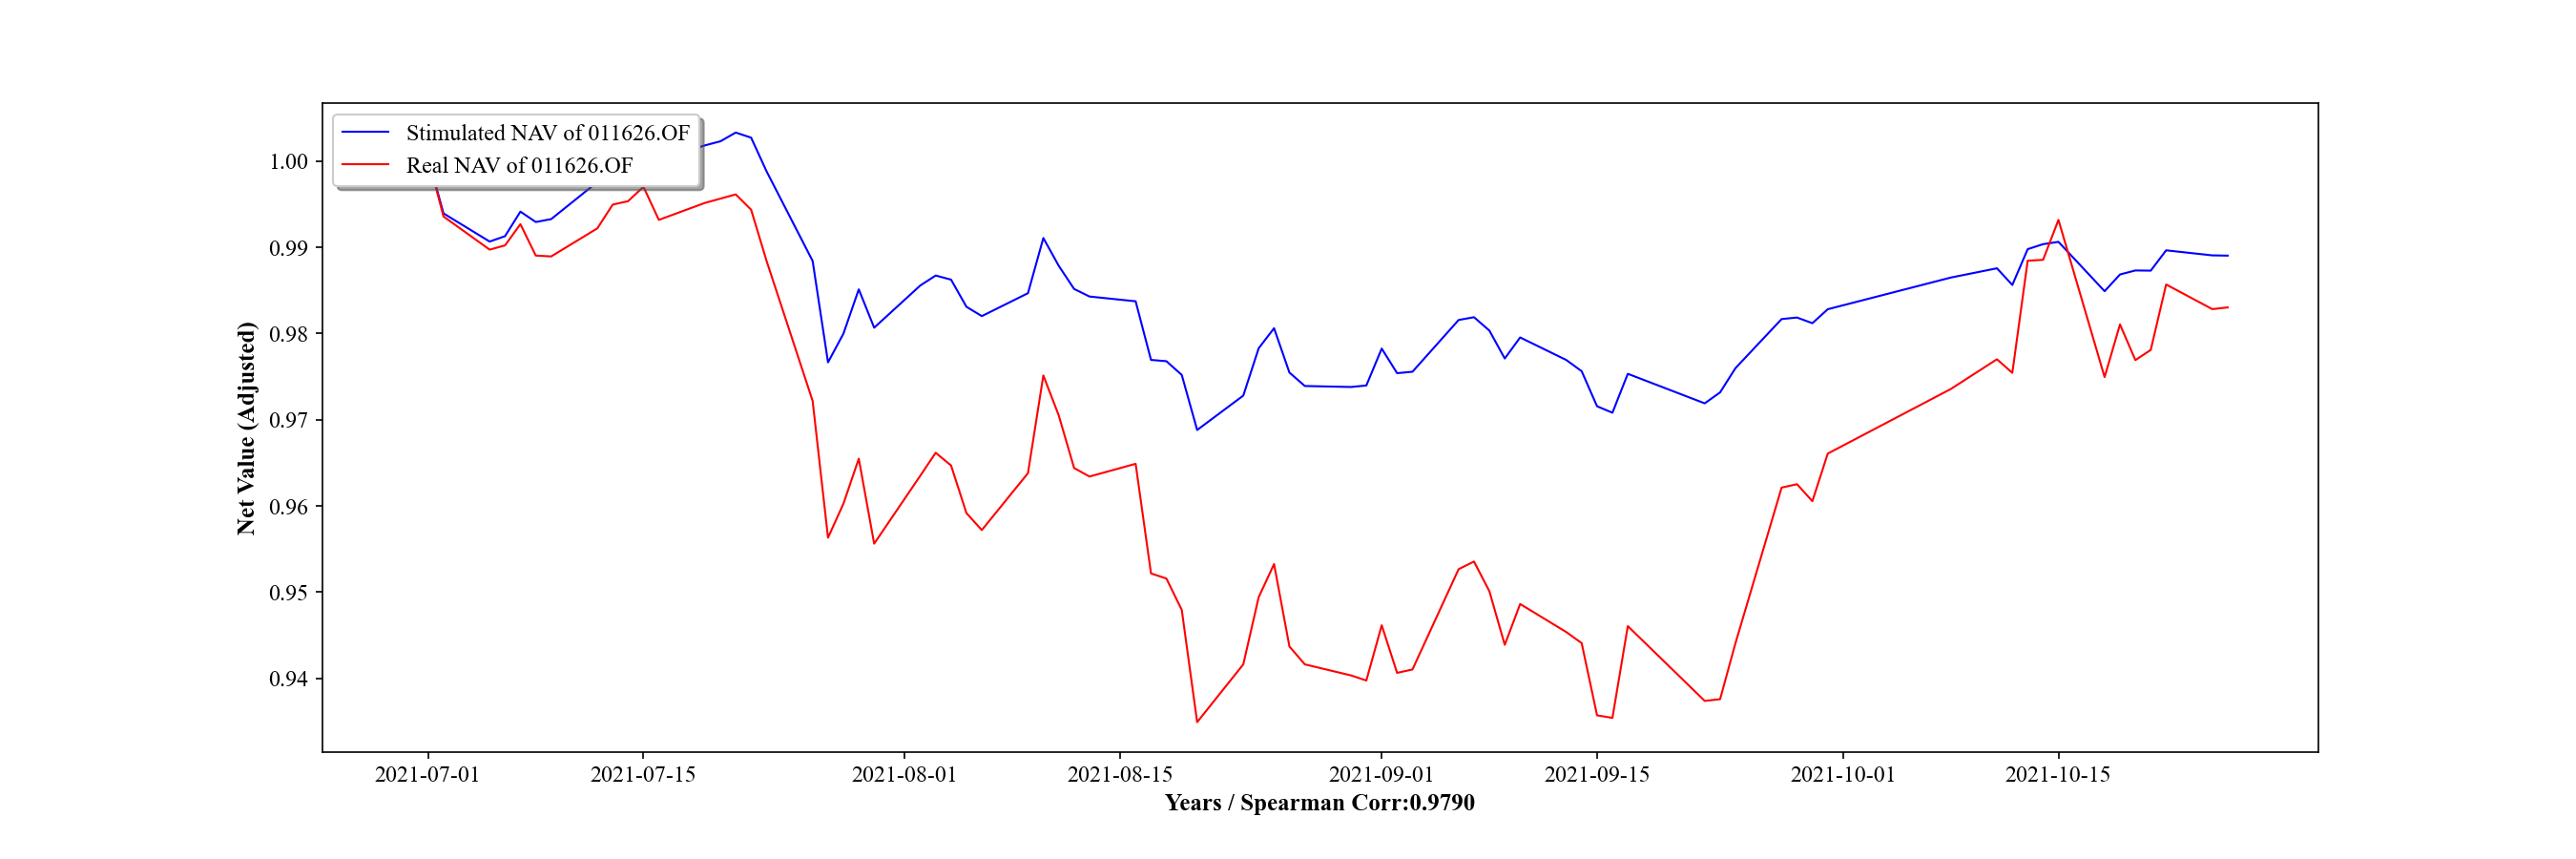 Stimulated NAV of 011626.OF
Real NAV of 011626.OF
1.00
0.99
0.98
0.97
0.96
0.95
0.94
Net Value (Adjusted)
2021-07-01 2021-07-15 2021-08-01 2021-08-15 2021-09-01 2021-09-15 2021-10-01 2021-10-15
Years / Spearman Corr:0.9790